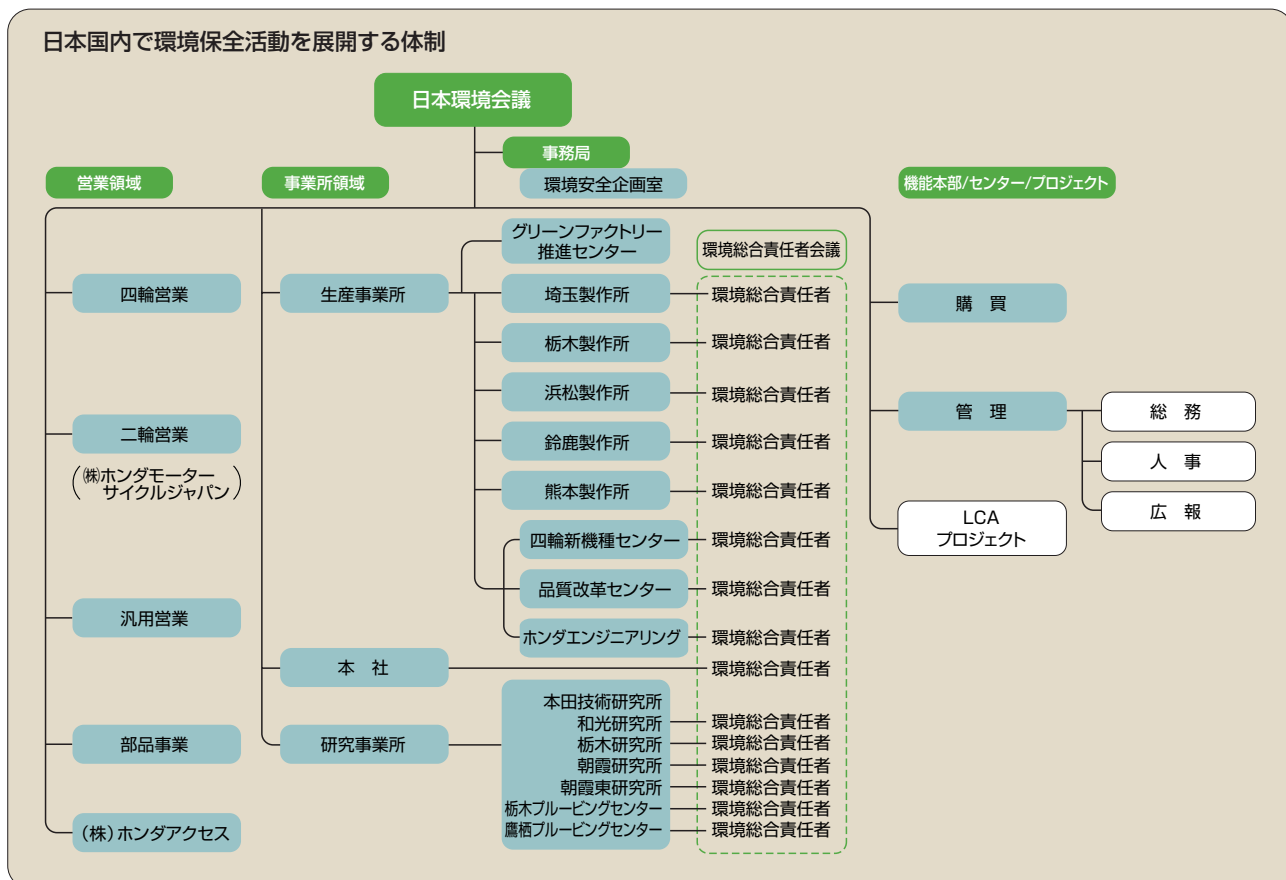 日本国内で環境保全活動を展開する体制
日本環境会議
事務局
環境安全企画室
営業領域
四輪営業
二輪営業
(㈱ホンダモーター
サイクルジャパン)
汎用営業
部品事業
(株)ホンダアクセス
事業所領域
生産事業所
グリーンファクトリー
推進センター
環境総合責任者会議
埼玉製作所
環境総合責任者
栃木製作所
環境総合責任者
浜松製作所
環境総合責任者
鈴鹿製作所
環境総合責任者
熊本製作所
環境総合責任者
四輪新機種センター
環境総合責任者
品質改革センター
環境総合責任者
ホンダエンジニアリング
環境総合責任者
本 社
環境総合責任者
研究事業所
本田技術研究所
和光研究所
環境総合責任者
栃木研究所
環境総合責任者
朝霞研究所
環境総合責任者
朝霞東研究所
環境総合責任者
栃木プルービングセンター
環境総合責任者
鷹栖プルービングセンター
環境総合責任者
機能本部/センター/プロジェクト
購 買
管 理
総 務
人 事
広 報
LCA
プロジェクト